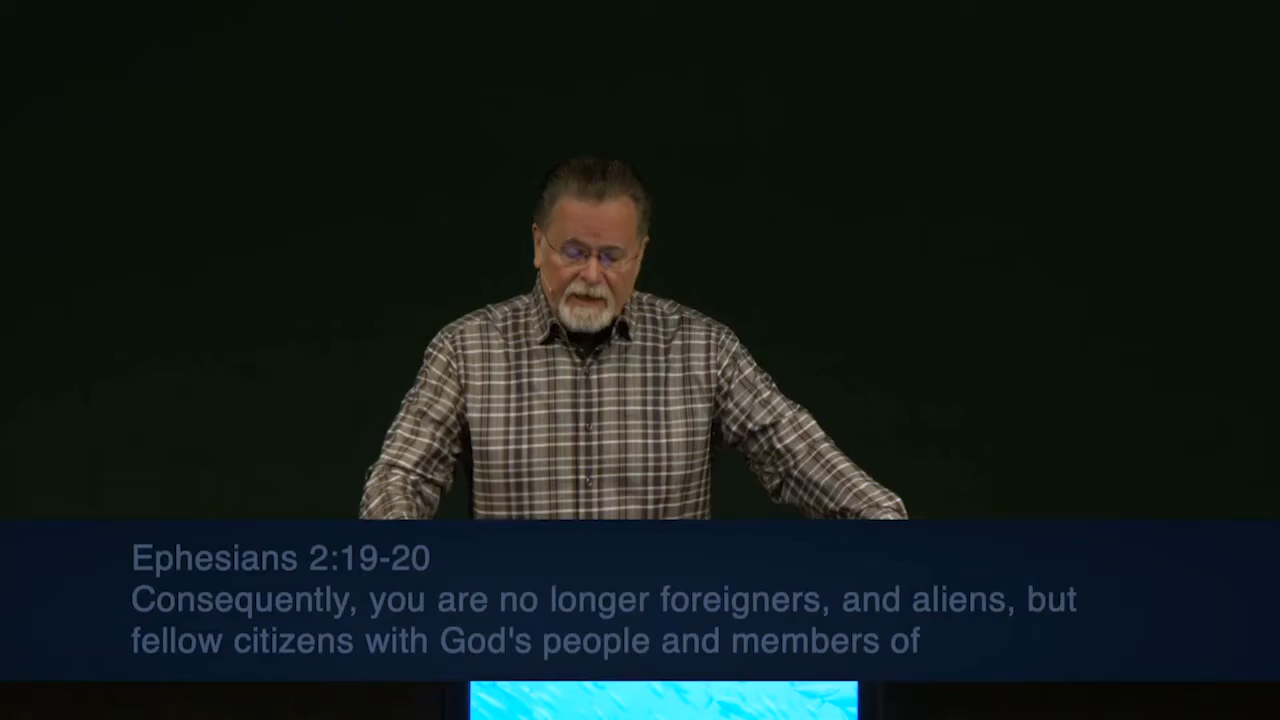 Ephesians 2:19-20
Consequently, you are no longer foreigners, and aliens, but
fellow citizens with God's people and members of